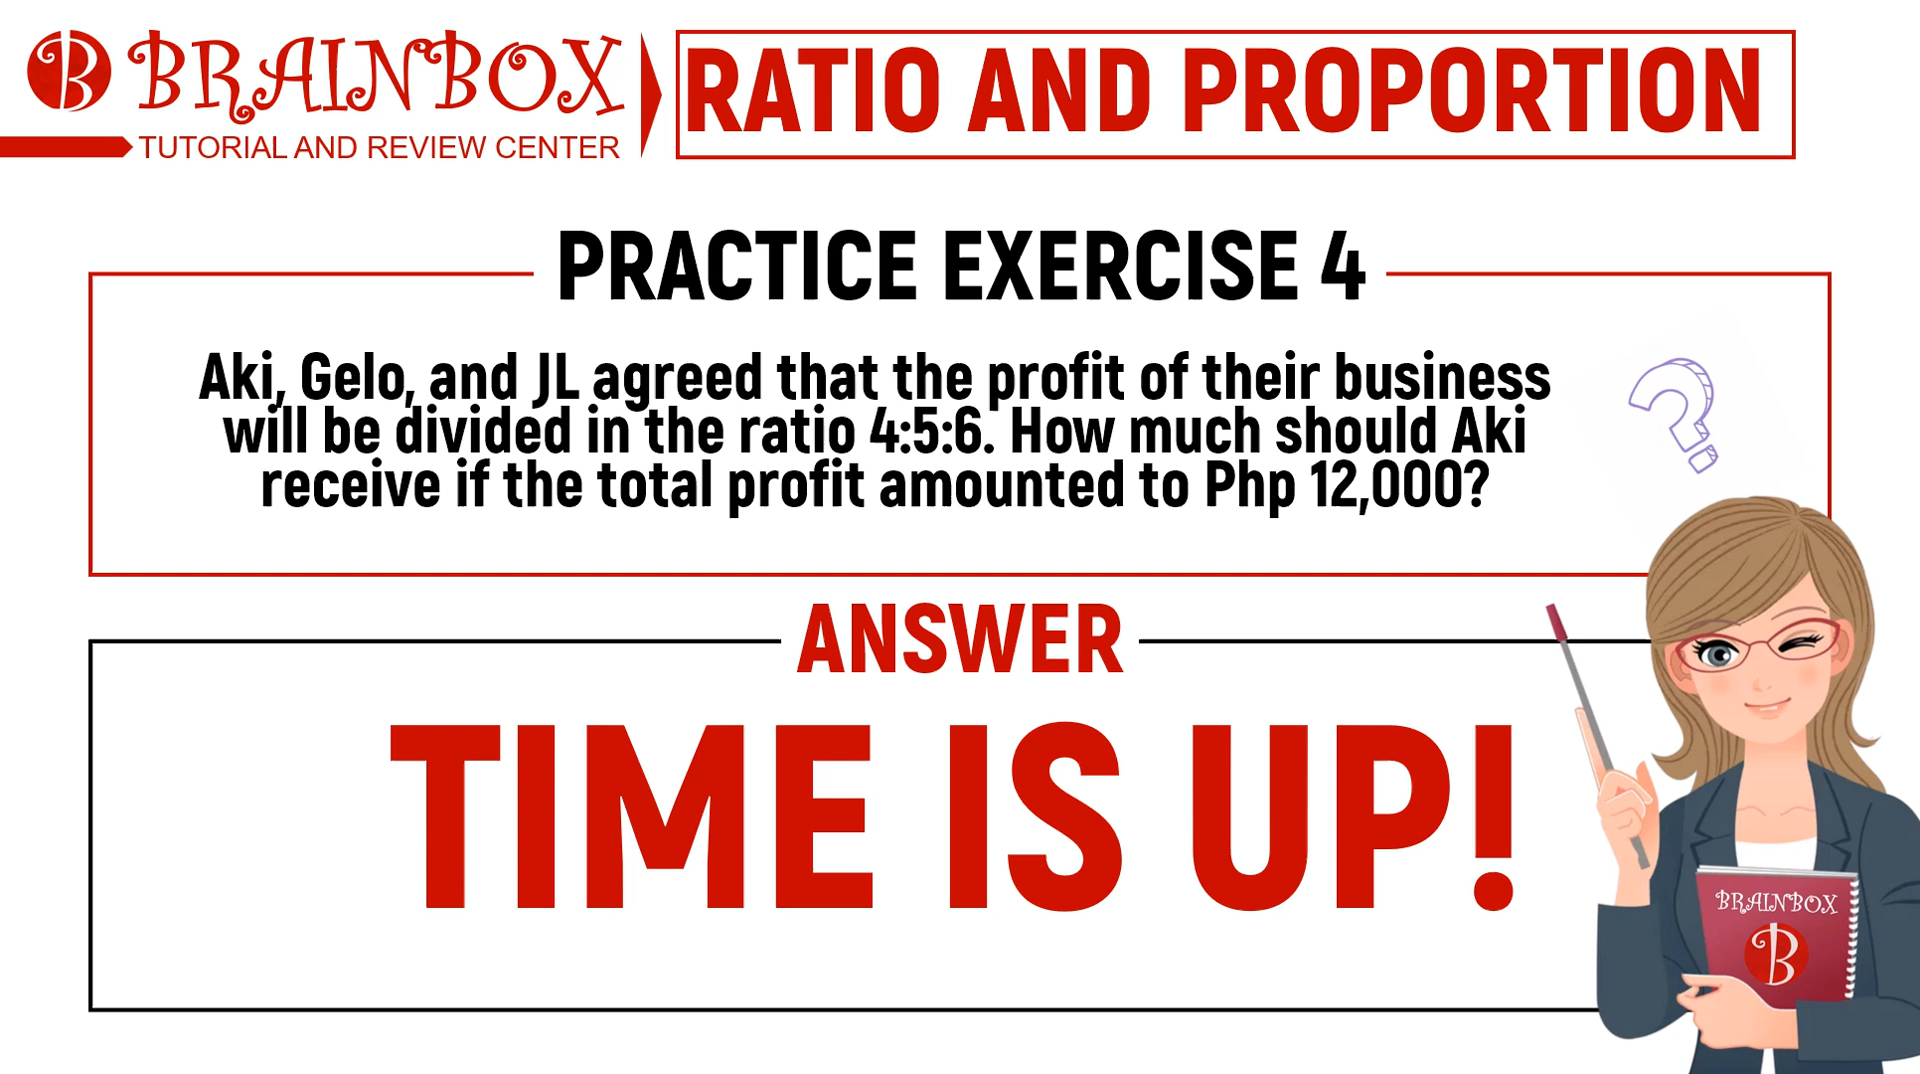 B BRAINBOX
TUTORIAL AND REVIEW CENTER
RATIO AND PROPORTION
PRACTICE EXERCISE 4
Aki, Gelo, and JL agreed that the profit of their business
will be divided in the ratio 4:5:6. How much should Aki
receive if the total profit amounted to Php 12,000?
?
ANSWER
TIME IS UP!
BRAINBOX
B